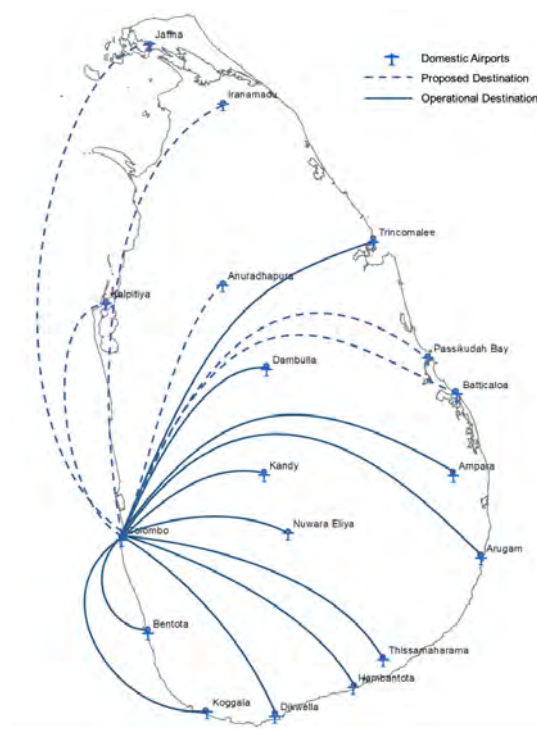 Jaffna
Domestic Airports
Proposed Destination
Iranamadu
Operational Destination
Trincomalee
Anuradhapura
Kalpitiya
Passikudah Bay
Dambulla
Batticaloa
Kandy
Ampara
Nuwara Eliya
Colombo
Arugam
Bentota
Thissamaharama
Hambantota
Koggala
Dikwella